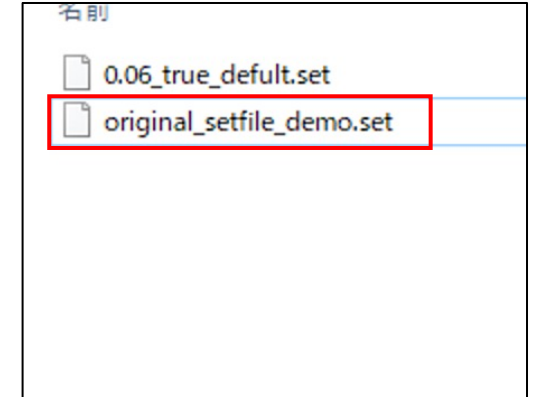 名前
0.06_true_defult.set
original_setfile_demo.set